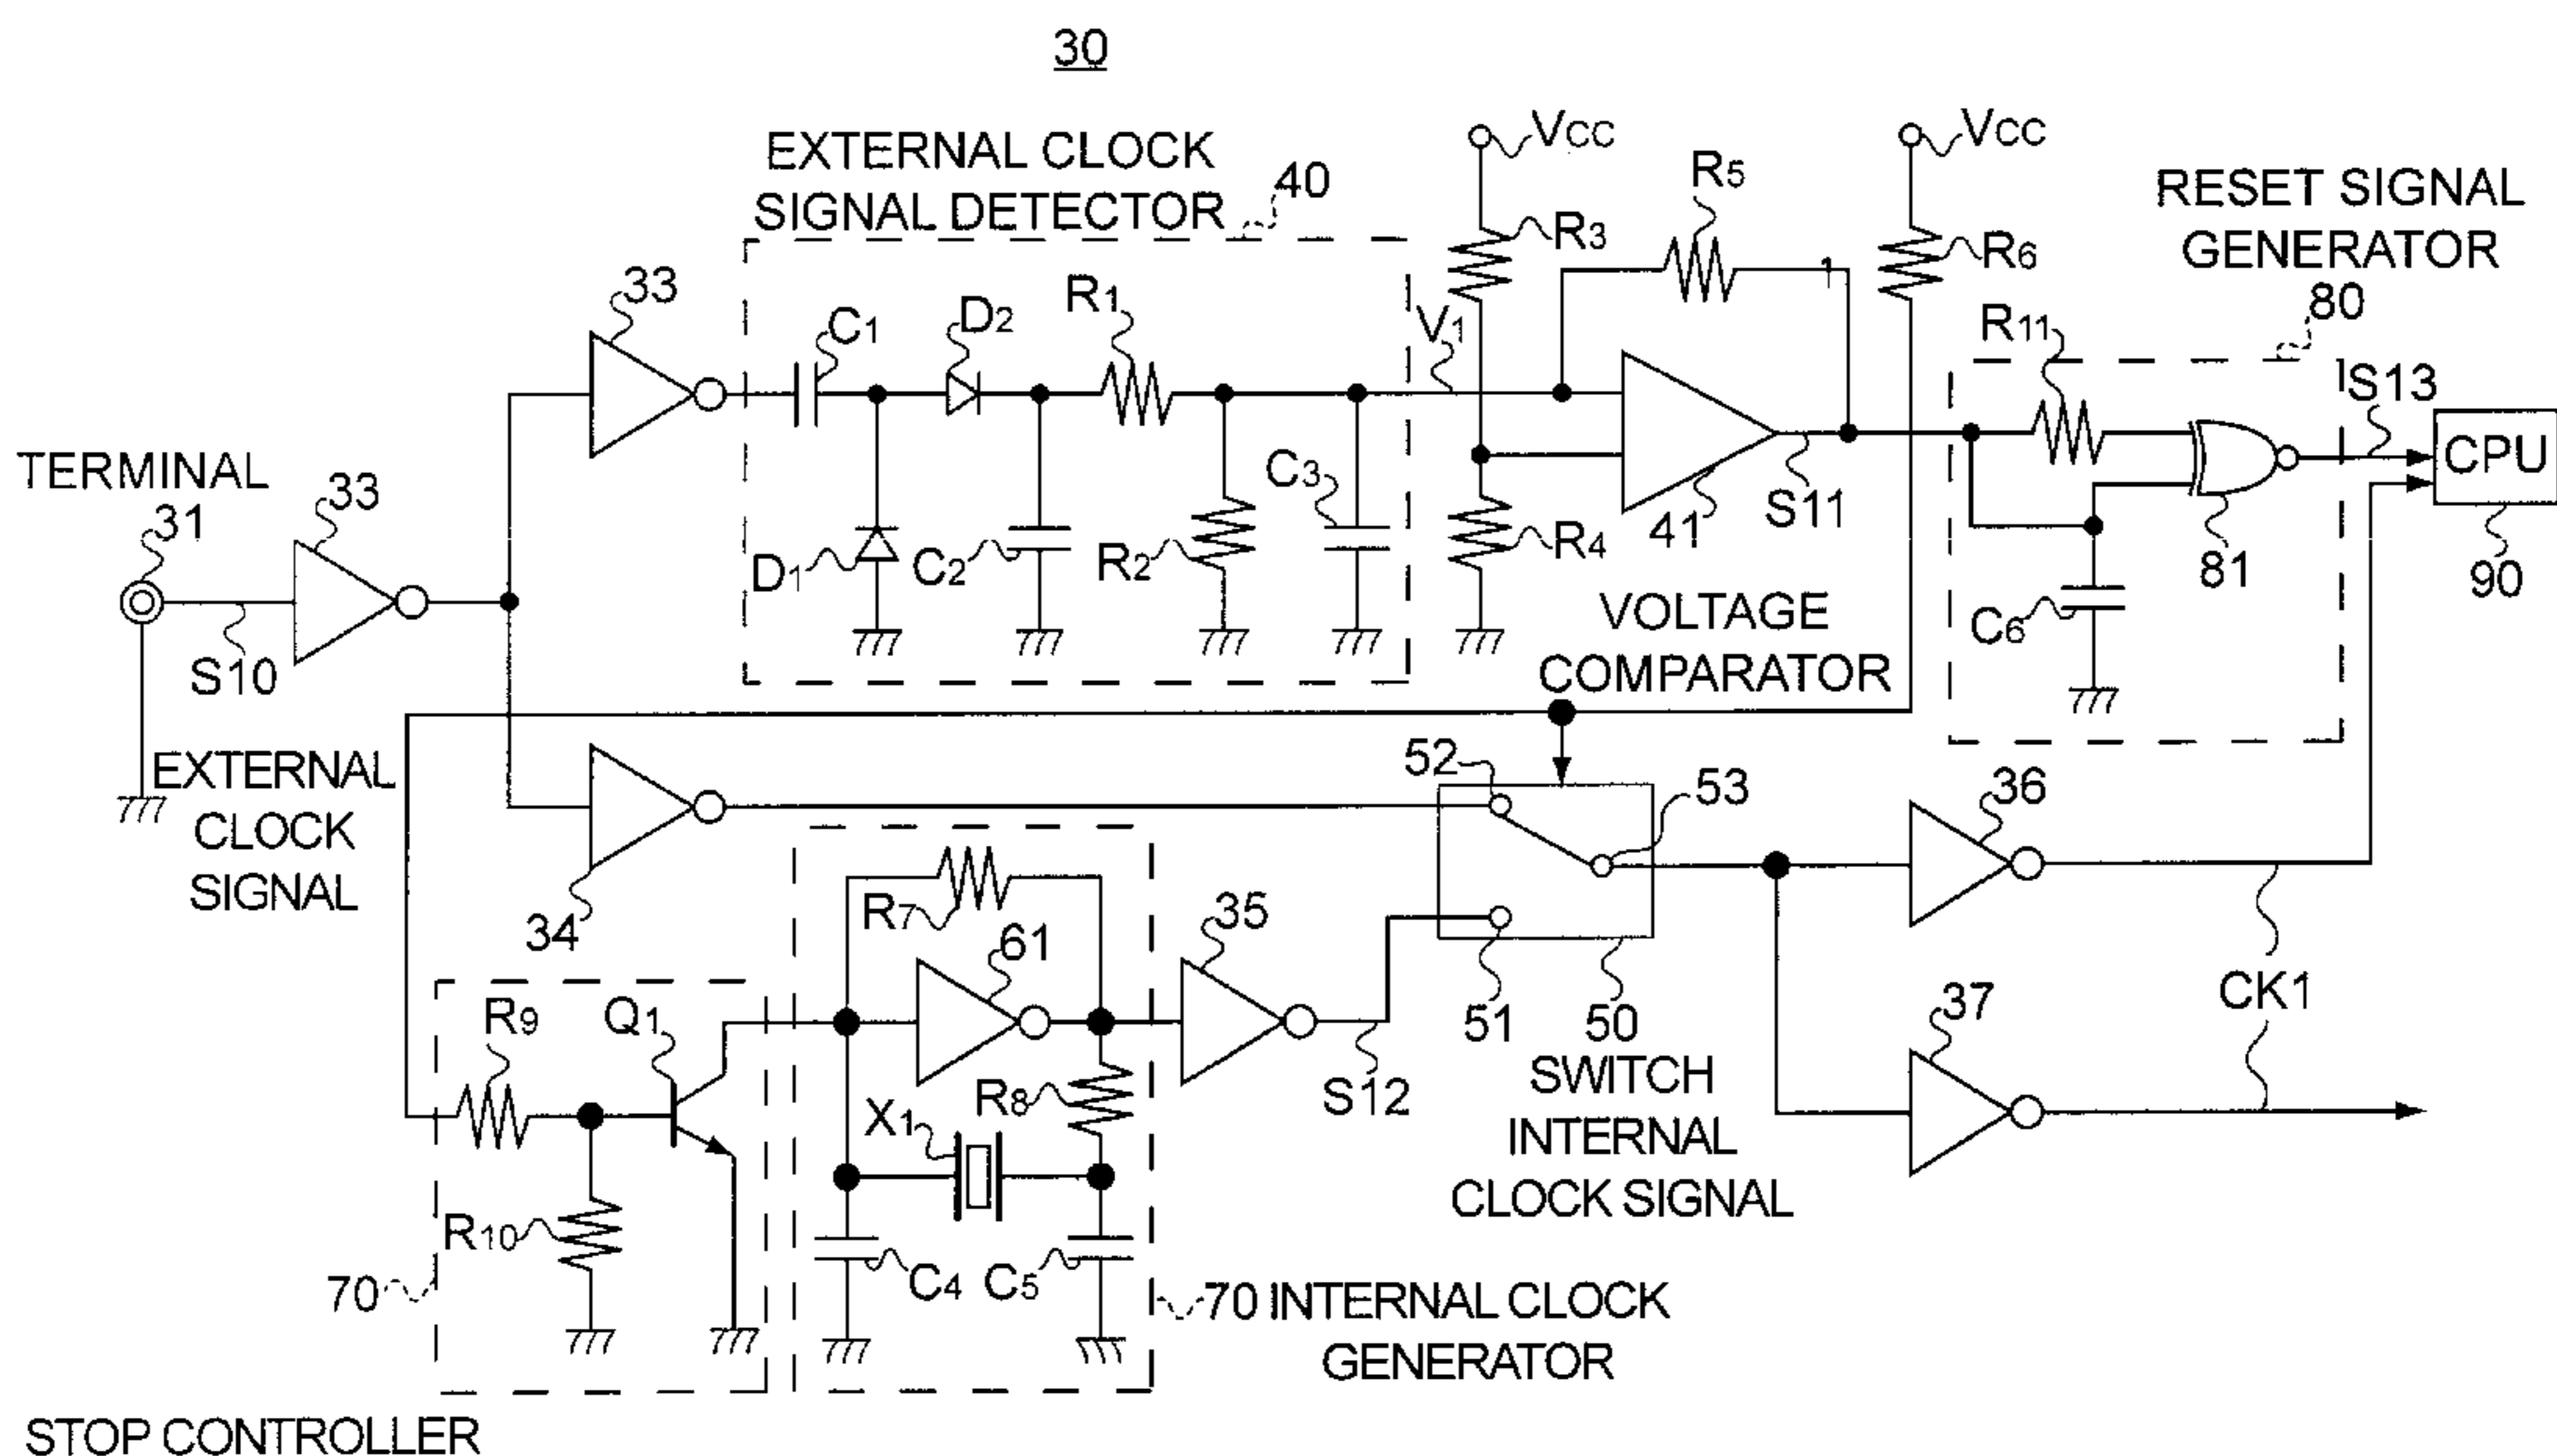 30
EXTERNAL CLOCK
SIGNAL DETECTOR
40
VCC
VCC
R5
R3
R6
RESET SIGNAL
GENERATOR
80
33
C1
D2
R1
V1
R11
S13
CPU
TERMINAL
31
33
S10
D1
C2
R2
C3
R4
41
S11
81
90
C6
VOLTAGE
COMPARATOR
EXTERNAL
CLOCK
SIGNAL
34
52
53
36
R7
61
35
51
50
CK1
37
R9
Q1
R8
X1
S12
SWITCH
INTERNAL
CLOCK SIGNAL
R10
C4
C5
70
70 INTERNAL CLOCK
GENERATOR
STOP CONTROLLER